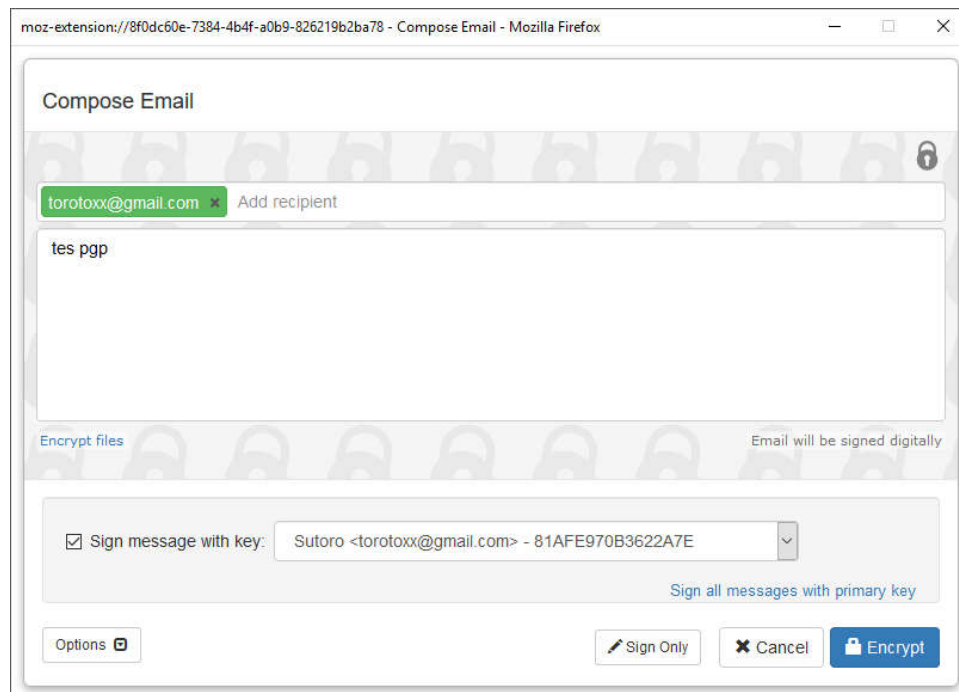 moz-extension://8f0dc60e-7384-4b4f-a0b9-826219b2ba78 - Compose Email - Mozilla Firefox
Compose Email
torotoxx@gmail.com Add recipient
tes pgp
Encrypt files Email will be signed digitally
Sign message with key: Sutoro <torotoxx@gmail.com> - 81AFE970B3622A7E
Sign all messages with primary key
Options Sign Only Cancel Encrypt